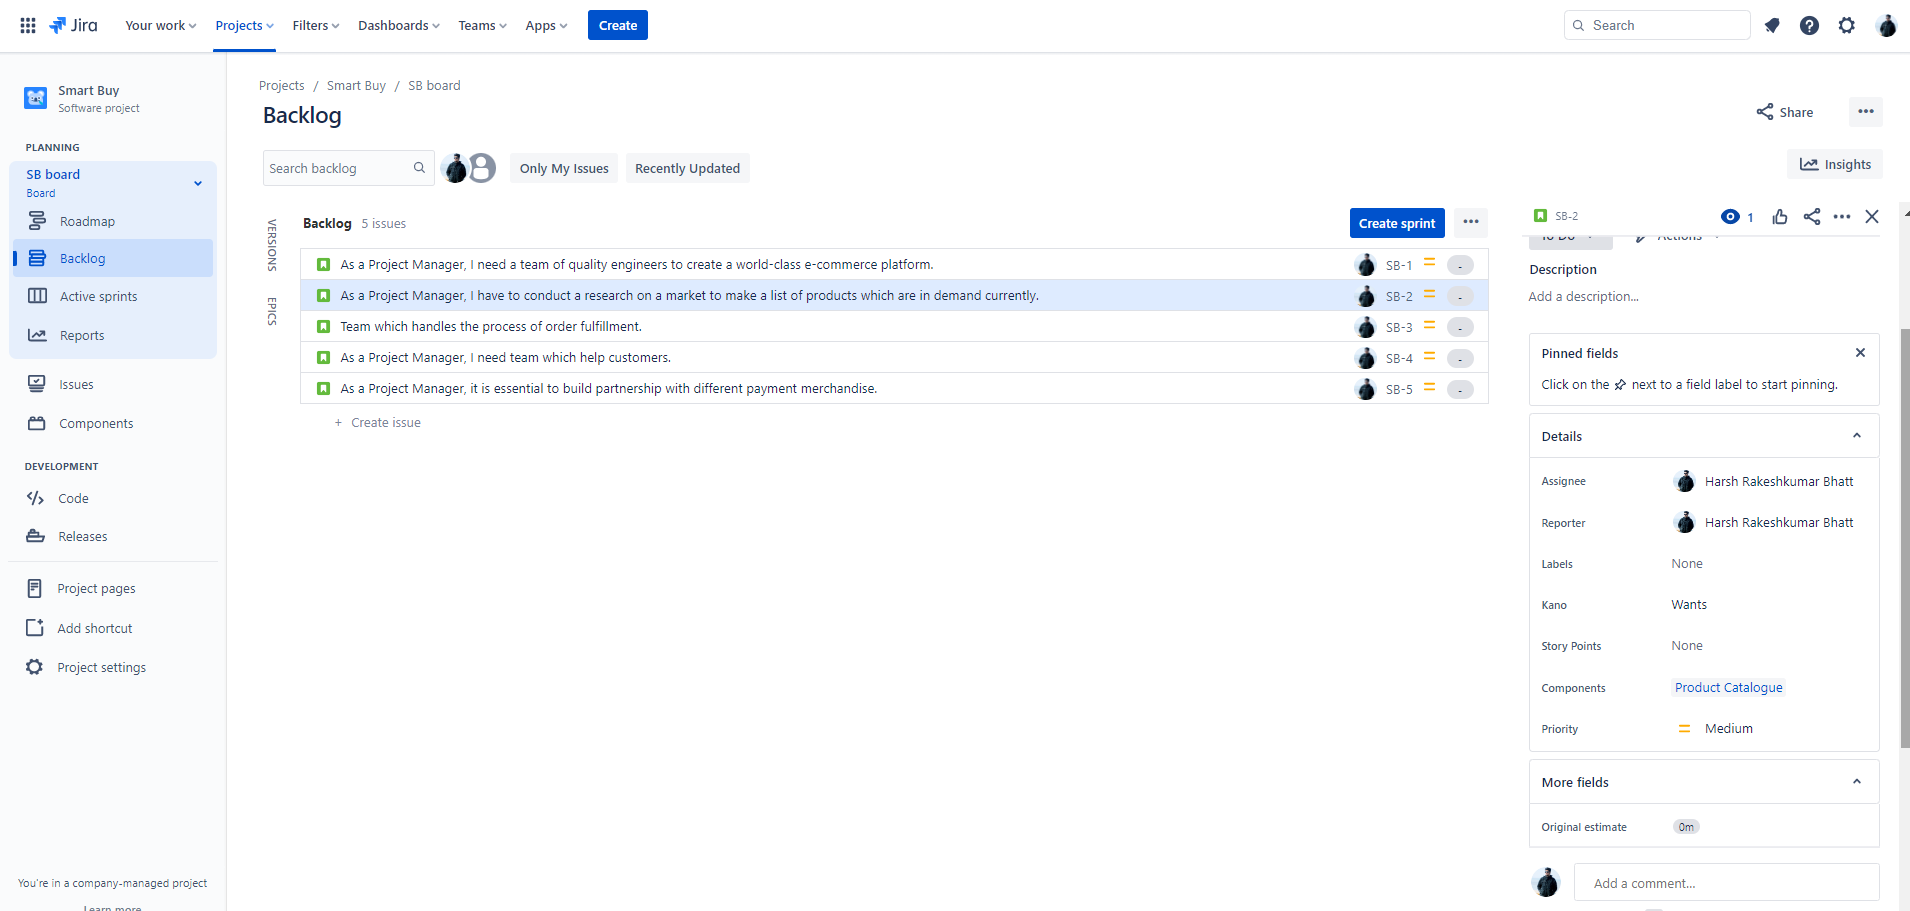 Jira
Your work
Projects
Filters
Dashboards
Teams
Apps
Create
Search
Smart Buy
Software project
PLANNING
SB board
Board
Roadmap
Backlog
Active sprints
Reports
Issues
Components
DEVELOPMENT
Code
Releases
Project pages
Add shortcut
Project settings
You're in a company-managed project
Learn more
Projects / Smart Buy / SB board
Backlog
Share
Search backlog
Only My Issues
Recently Updated
Insights
VERSIONS
EPICS
Backlog 5 issues
Create sprint
As a Project Manager, I need a team of quality engineers to create a world-class e-commerce platform. SB-1 -
As a Project Manager, I have to conduct a research on a market to make a list of products which are in demand currently. SB-2 -
Team which handles the process of order fulfillment. SB-3 -
As a Project Manager, I need team which help customers. SB-4 -
As a Project Manager, it is essential to build partnership with different payment merchandise. SB-5 -
+ Create issue
SB-2
1
To Do
Actions
Description
Add a description...
Pinned fields
Click on the next to a field label to start pinning.
Details
Assignee Harsh Rakeshkumar Bhatt
Reporter Harsh Rakeshkumar Bhatt
Labels None
Kano Wants
Story Points None
Components Product Catalogue
Priority Medium
More fields
Original estimate 0m
Add a comment...